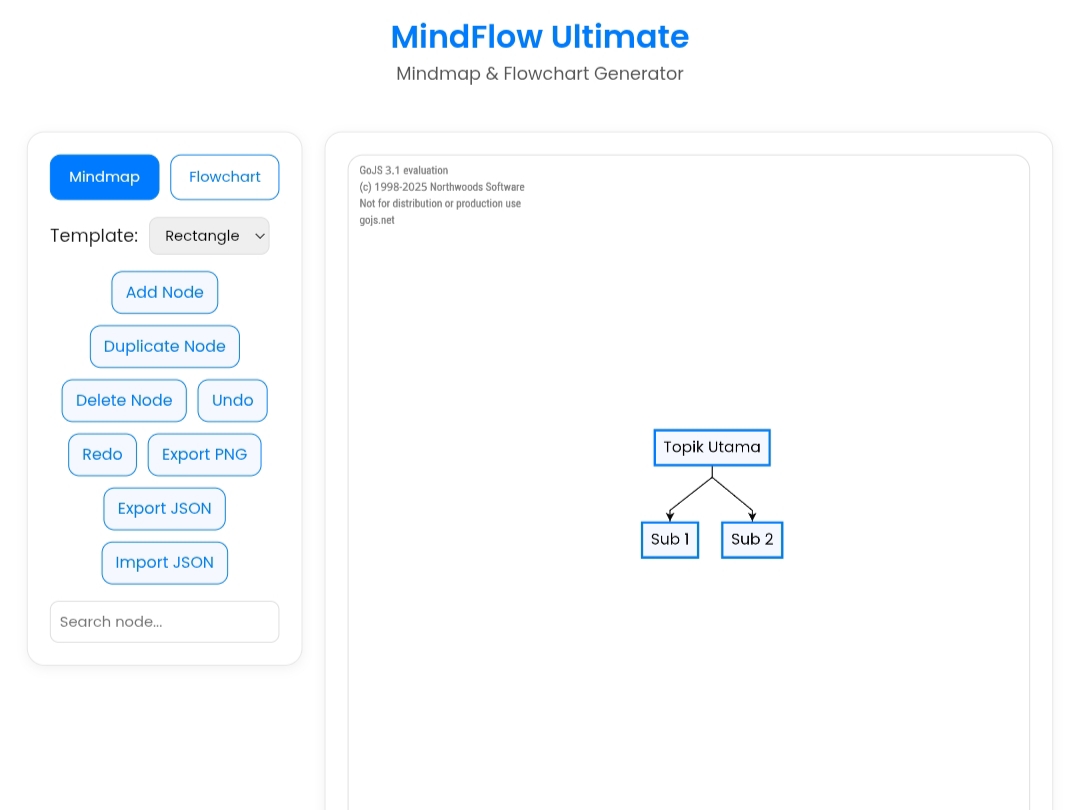 MindFlow Ultimate
Mindmap & Flowchart Generator
Mindmap
Flowchart
Template:
Rectangle
Add Node
Duplicate Node
Delete Node
Undo
Redo
Export PNG
Export JSON
Import JSON
Search node...
GoJS 3.1 evaluation
(c) 1998-2025 Northwoods Software
Not for distribution or production use
gojs.net
Topik Utama
Sub 1
Sub 2